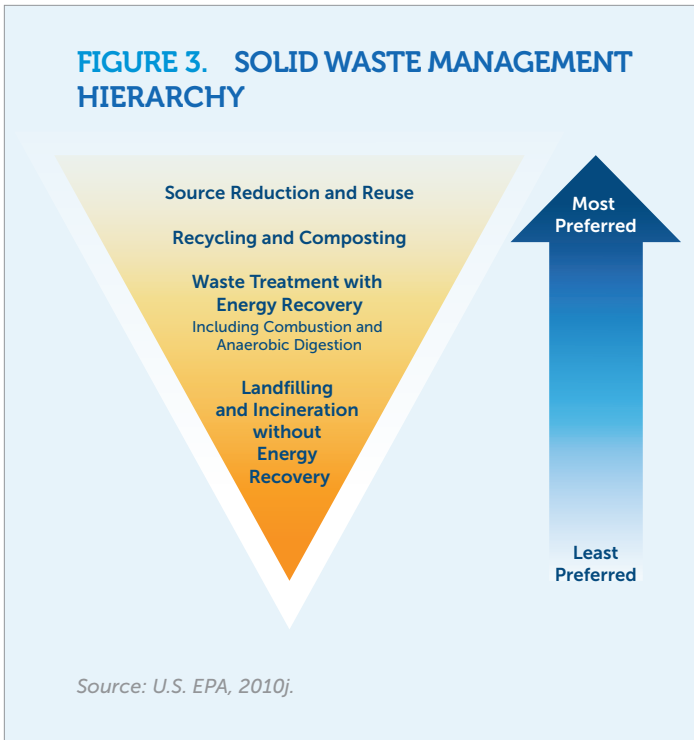 FIGURE 3. SOLID WASTE MANAGEMENT
HIERARCHY
Source Reduction and Reuse
Recycling and Composting
Waste Treatment with
Energy Recovery
Including Combustion and
Anaerobic Digestion
Landfilling
and Incineration
without
Energy
Recovery
Most
Preferred
Least
Preferred
Source: U.S. EPA, 2010j.